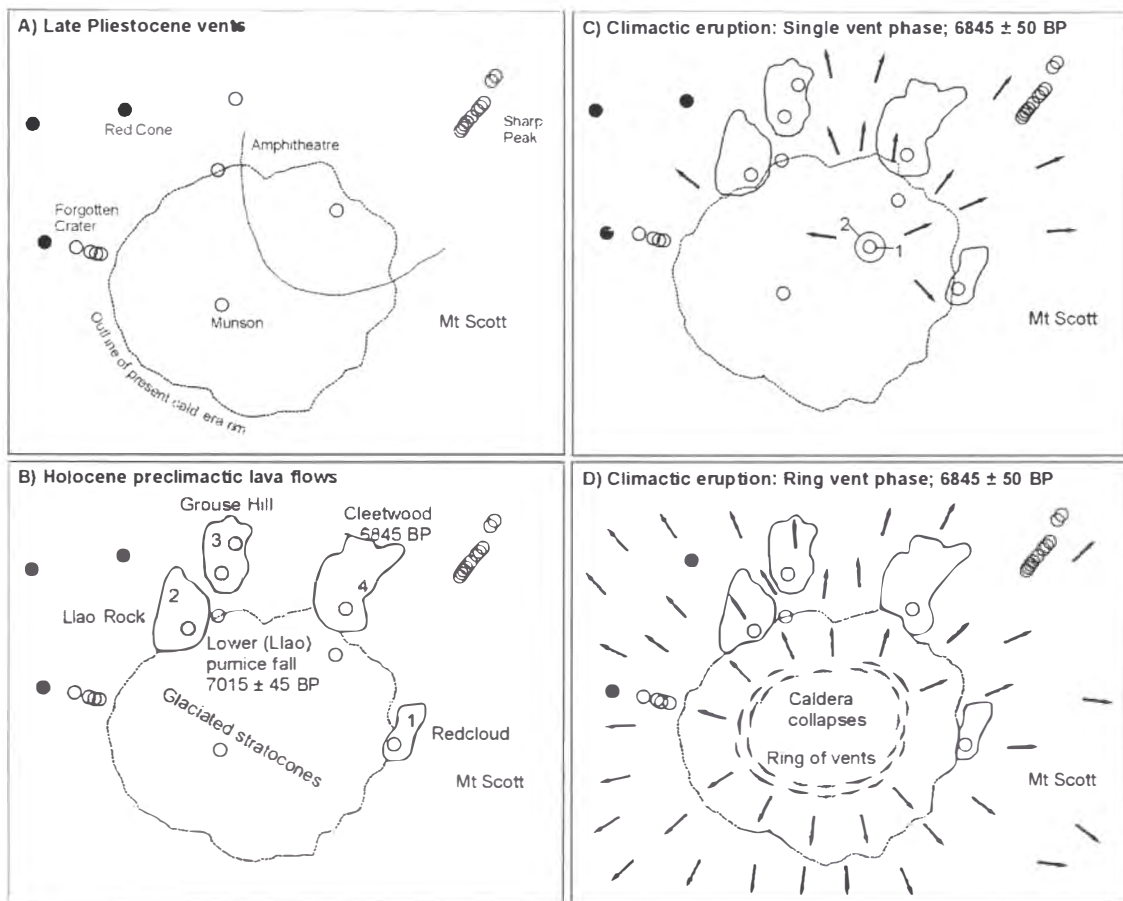 A) Late Pliestocene vents
Red Cone
Sharp
Peak
Amphitheatre
Forgotten
Crater
Munson
Mt Scott
Outline of present caldera rim
C) Climactic eruption: Single vent phase; 6845 ± 50 BP
2
1
Mt Scott
B) Holocene preclimactic lava flows
Grouse Hill
Cleetwood
6845 BP
3
4
2
Llao Rock
Lower (Llao)
pumice fall
7015 ± 45 BP
Glaciated stratocones
1
Redcloud
Mt Scott
D) Climactic eruption: Ring vent phase; 6845 ± 50 BP
Caldera
collapses
Ring of vents
Mt Scott